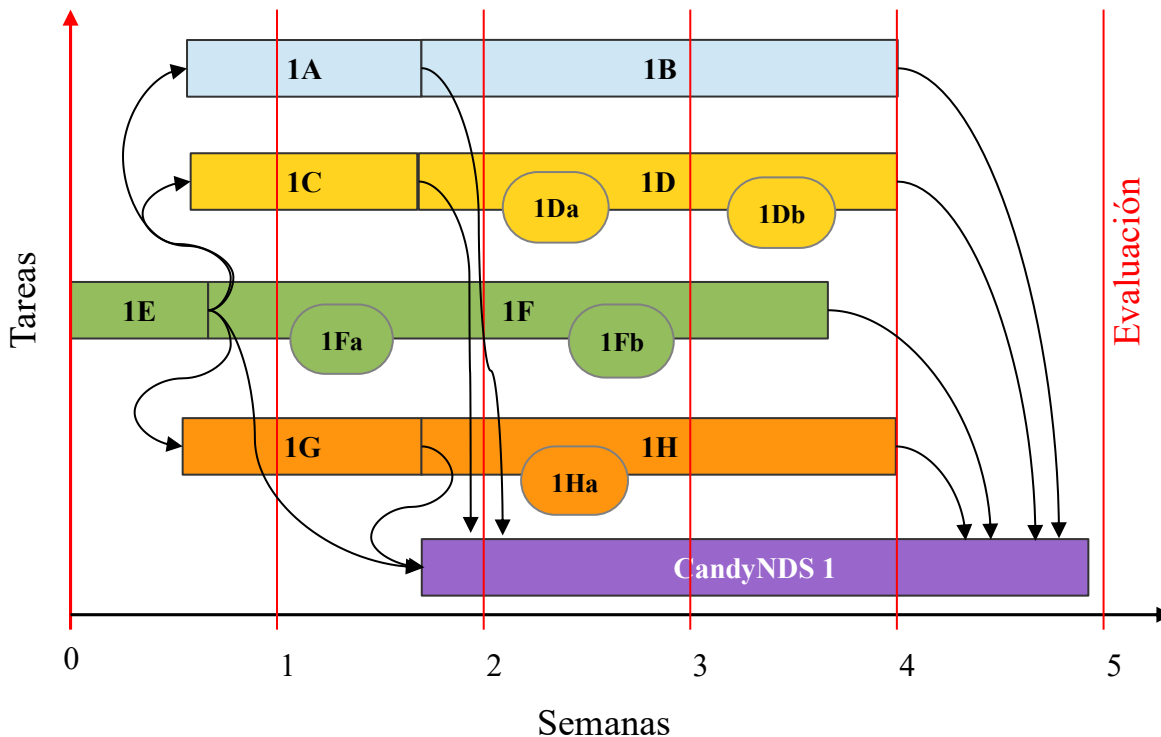 1A 1B
1C 1D
1Da 1Db
1E 1F
1Fa 1Fb
1G 1H
1Ha
CandyNDS 1
Tareas
Evaluación
0 1 2 3 4 5
Semanas